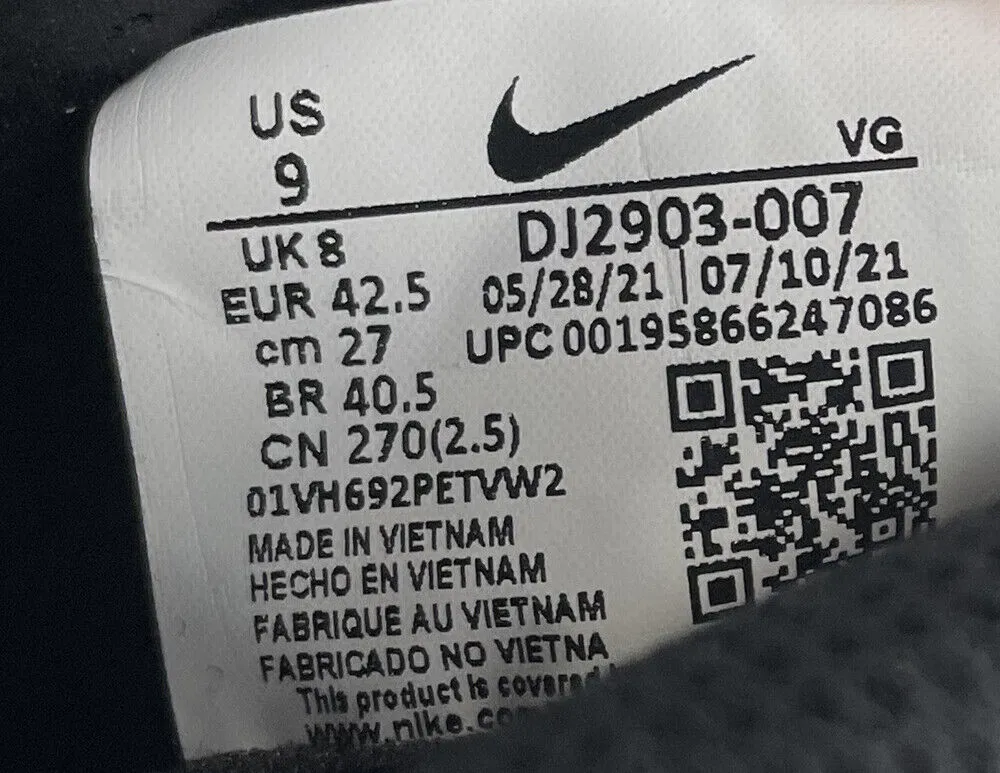 US
9
VG
UK 8
DJ2903-007
EUR 42.5
05/28/21 | 07/10/21
cm 27
UPC 00195866247086
BR 40.5
CN 270(2.5)
01VH692PETVW2
MADE IN VIETNAM
HECHO EN VIETNAM
FABRIQUE AU VIETNAM
FABRICADO NO VIETNA
This product is covered
www.nike.co